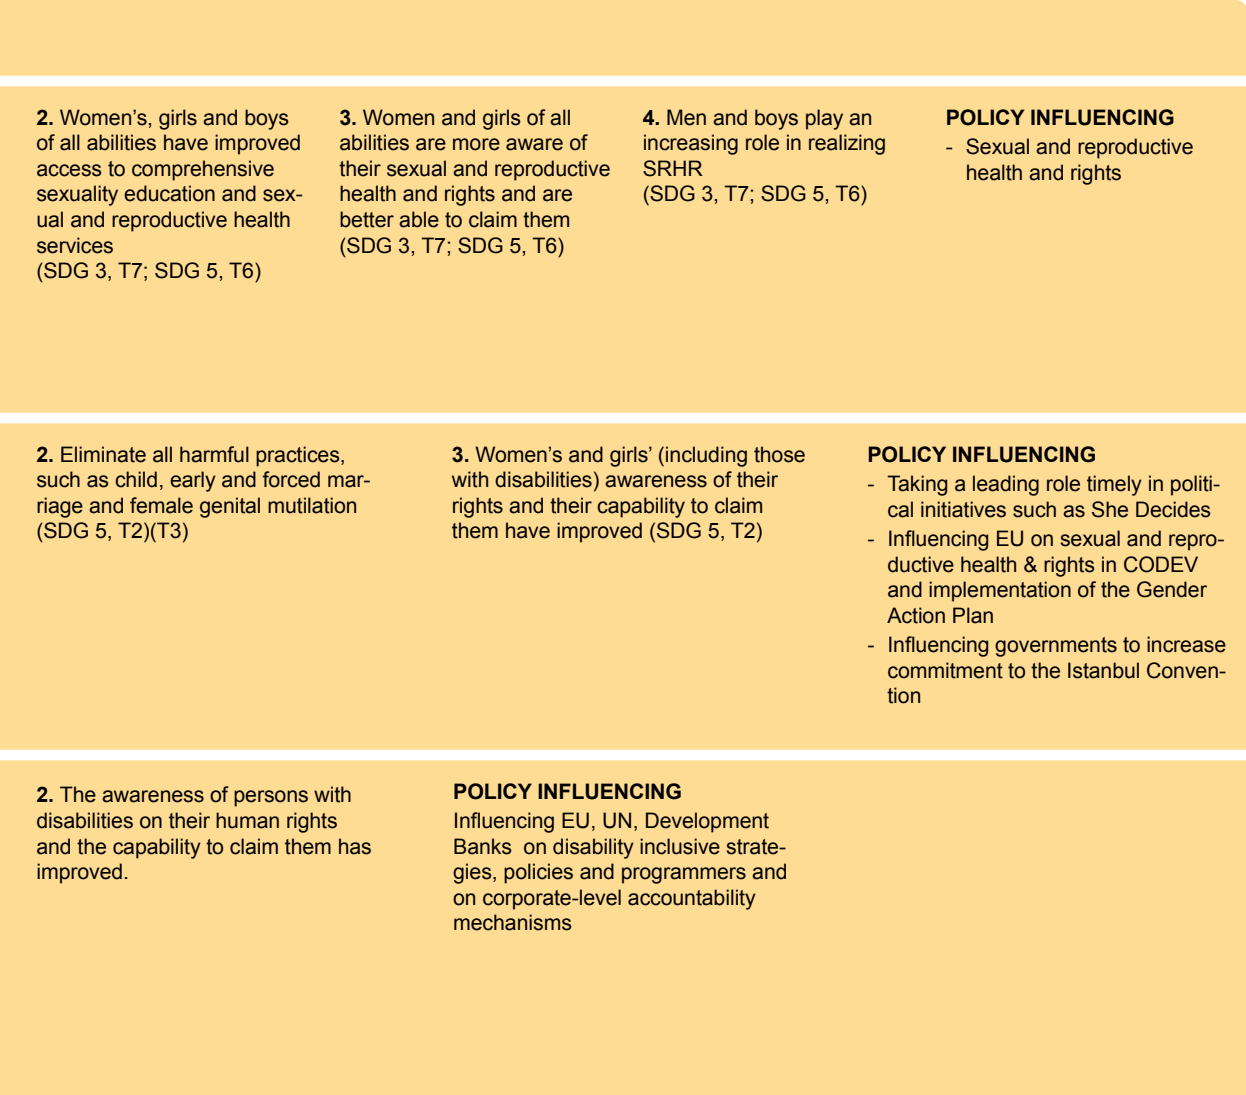 2. Women's, girls and boys
of all abilities have improved
access to comprehensive
sexuality education and sex-
ual and reproductive health
services
(SDG 3, T7; SDG 5, T6)
3. Women and girls of all
abilities are more aware of
their sexual and reproductive
health and rights and are
better able to claim them
(SDG 3, T7; SDG 5, T6)
4. Men and boys play an
increasing role in realizing
SRHR
(SDG 3, T7; SDG 5, T6)
POLICY INFLUENCING
- Sexual and reproductive
health and rights
2. Eliminate all harmful practices,
such as child, early and forced mar-
riage and female genital mutilation
(SDG 5, T2)(T3)
3. Women's and girls' (including those
with disabilities) awareness of their
rights and their capability to claim
them have improved (SDG 5, T2)
POLICY INFLUENCING
- Taking a leading role timely in politi-
cal initiatives such as She Decides
- Influencing EU on sexual and repro-
ductive health & rights in CODEV
and implementation of the Gender
Action Plan
- Influencing governments to increase
commitment to the Istanbul Conven-
tion
2. The awareness of persons with
disabilities on their human rights
and the capability to claim them has
improved.
POLICY INFLUENCING
Influencing EU, UN, Development
Banks  on disability inclusive strate-
gies, policies and programmers and
on corporate-level accountability
mechanisms